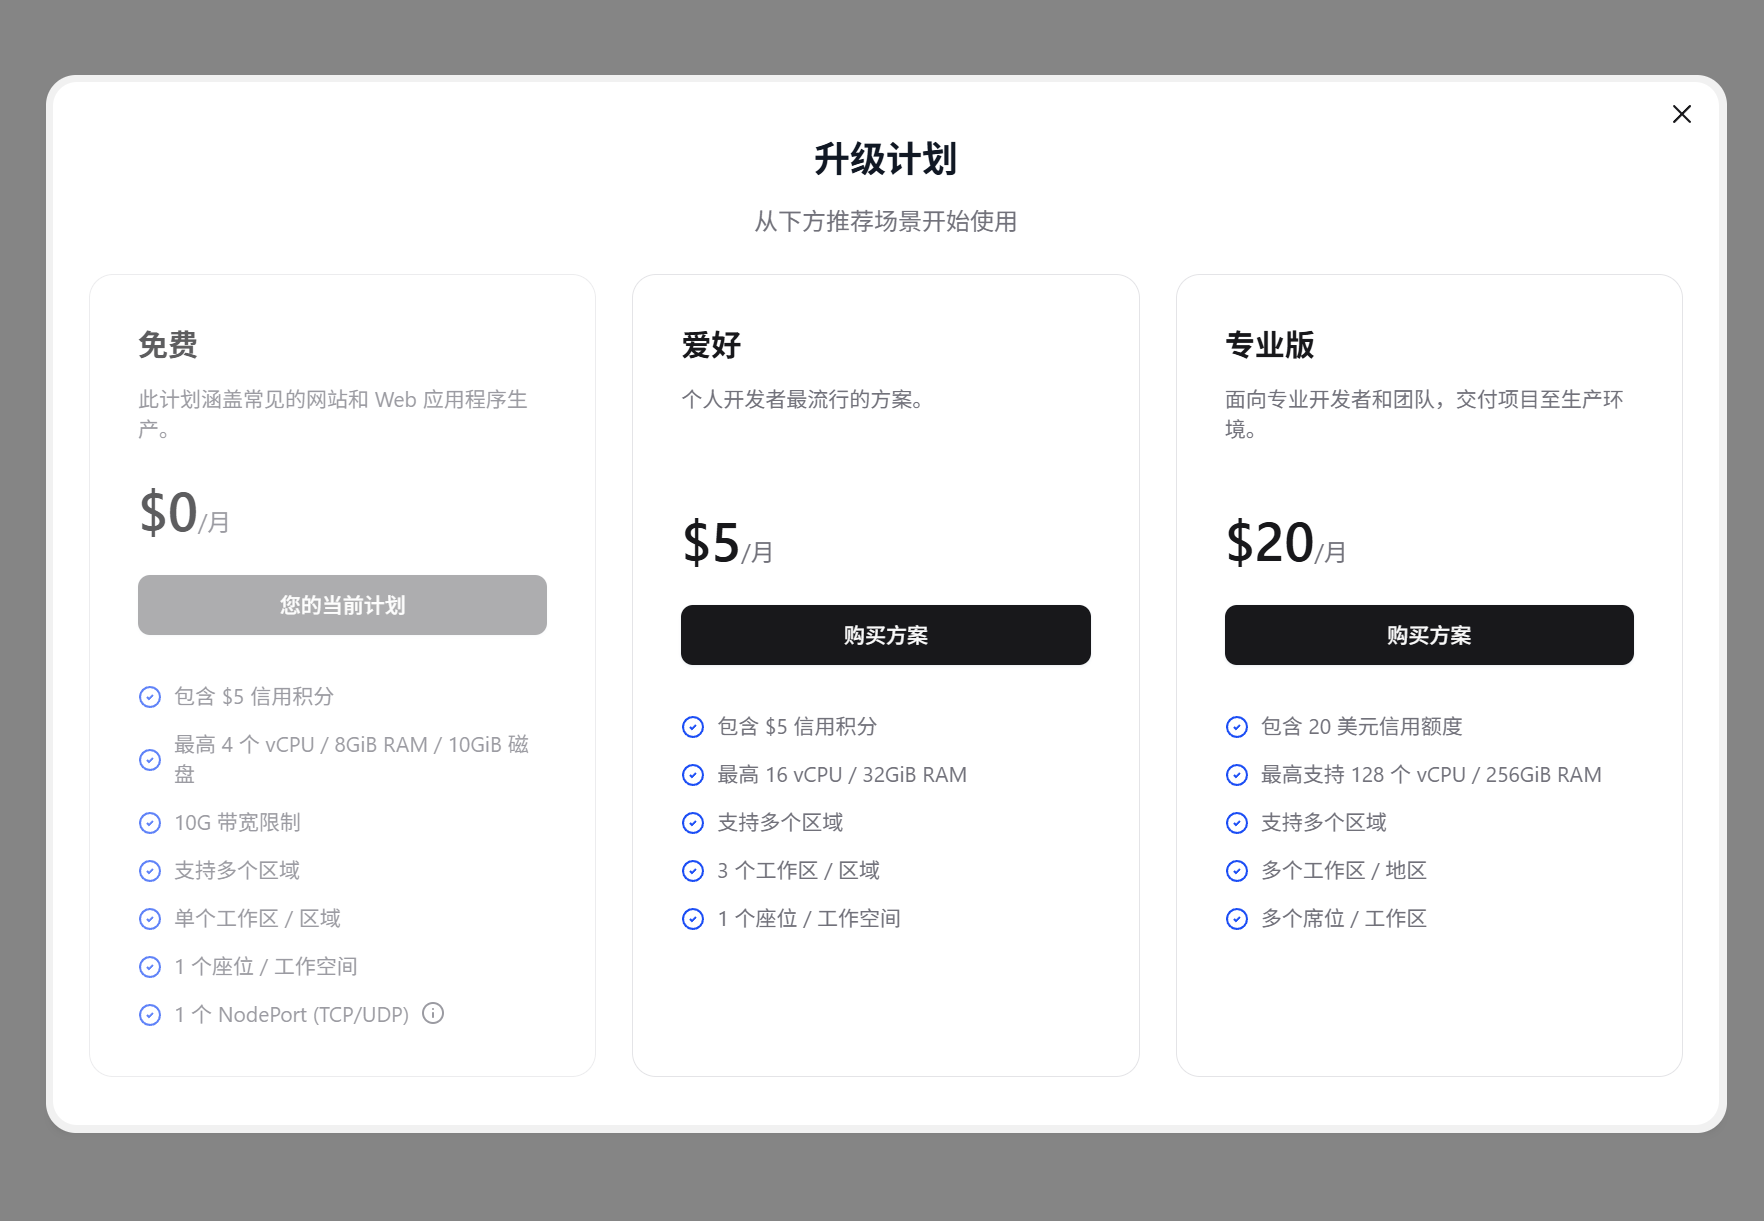 升级计划
从下方推荐场景开始使用
免费
此计划涵盖常见的网站和 Web 应用程序生
产。
$0/月
您的当前计划
包含 $5 信用积分
最高 4 个 vCPU / 8GiB RAM / 10GiB 磁
盘
10G 带宽限制
支持多个区域
单个工作区 / 区域
1 个座位 / 工作空间
1 个 NodePort (TCP/UDP)
爱好
个人开发者最流行的方案。
$5/月
购买方案
包含 $5 信用积分
最高 16 vCPU / 32GiB RAM
支持多个区域
3 个工作区 / 区域
1 个座位 / 工作空间
专业版
面向专业开发者和团队，交付项目至生产环
境。
$20/月
购买方案
包含 20 美元信用额度
最高支持 128 个 vCPU / 256GiB RAM
支持多个区域
多个工作区 / 地区
多个席位 / 工作区